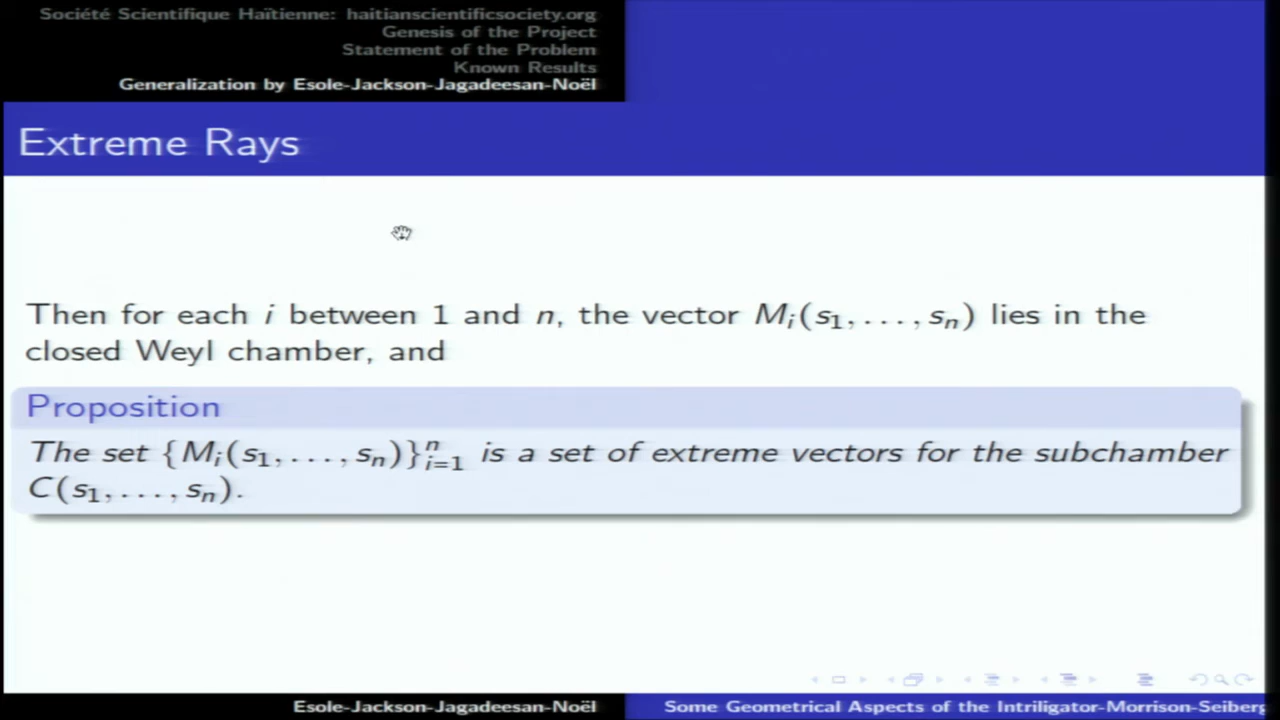 Société Scientifique Haïtienne: haitianscientificsociety.org
Genesis of the Project
Statement of the Problem
Known Results
Generalization by Esole-Jackson-Jagadeesan-Noël
Extreme Rays
Then for each i between 1 and n, the vector M_i(s_1, . . . , s_n) lies in the
closed Weyl chamber, and
Proposition
The set {M_i(s_1, . . . , s_n)}_{i=1}^n is a set of extreme vectors for the subchamber
C(s_1, . . . , s_n).
Esole-Jackson-Jagadeesan-Noël
Some Geometrical Aspects of the Intriligator-Morrison-Seiberg